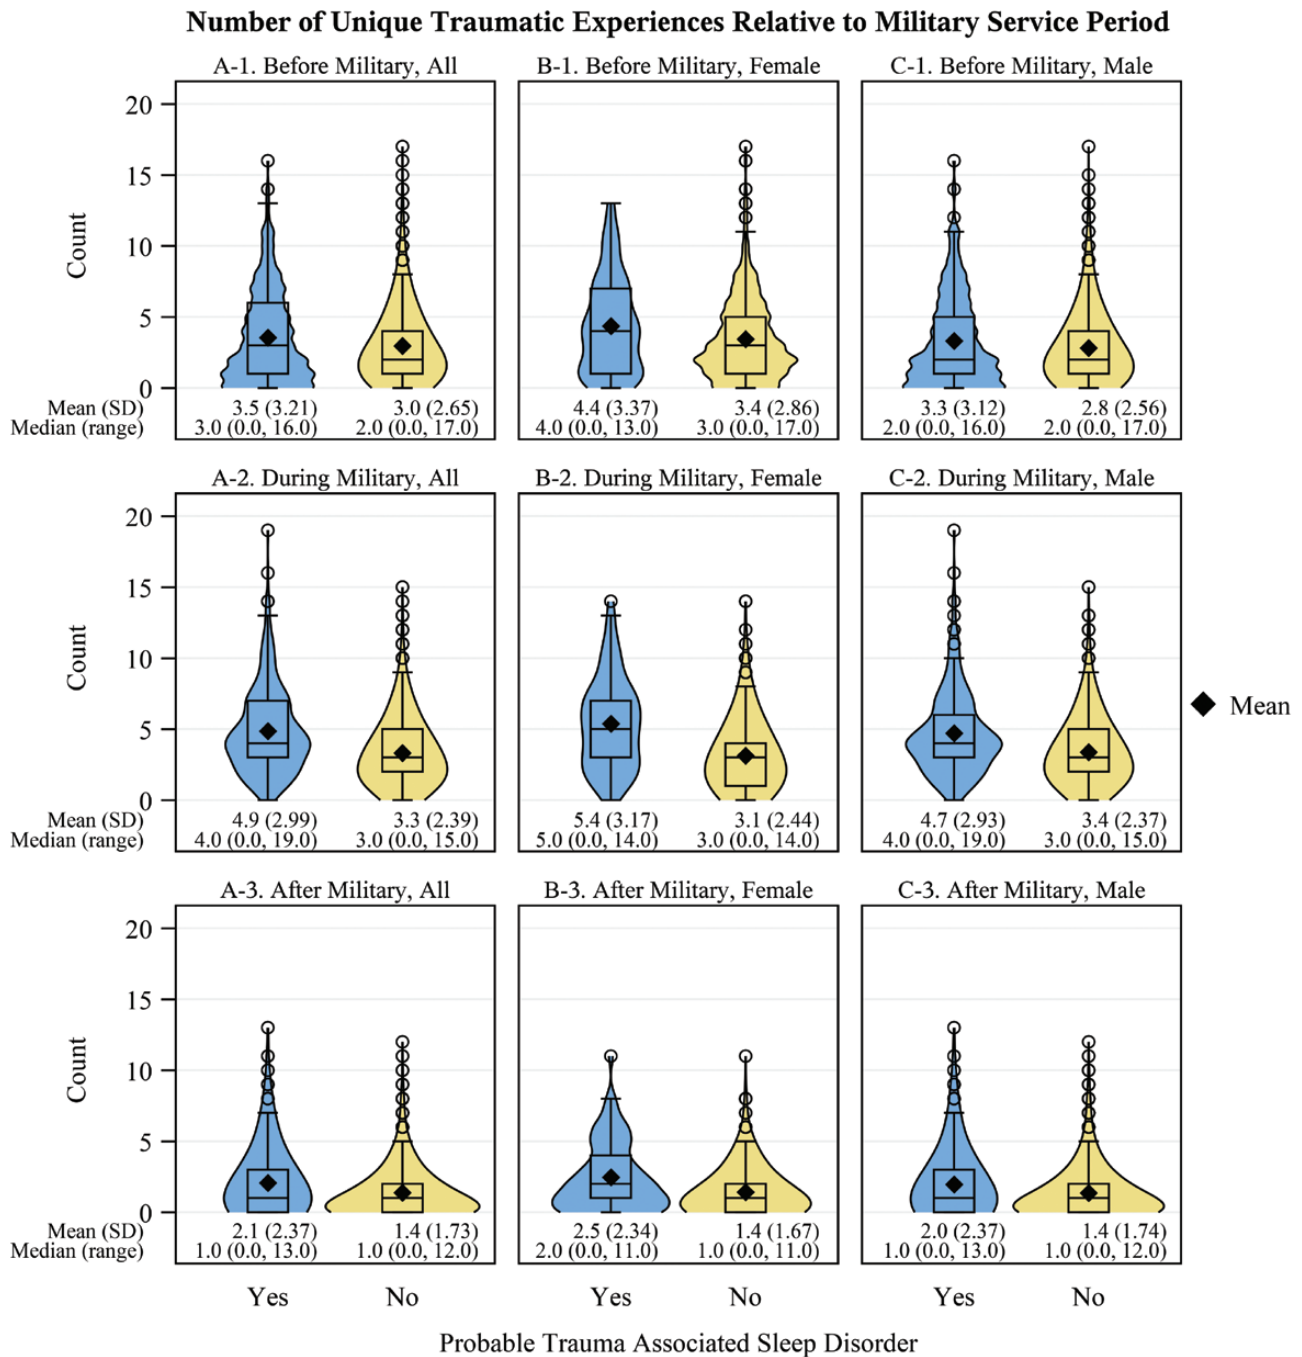 Number of Unique Traumatic Experiences Relative to Military Service Period
A-1. Before Military, All
B-1. Before Military, Female
C-1. Before Military, Male
Count
20
15
10
5
0
Mean (SD)
3.5 (3.21)
3.0 (2.65)
4.4 (3.37)
3.4 (2.86)
3.3 (3.12)
2.8 (2.56)
Median (range)
3.0 (0.0, 16.0)
2.0 (0.0, 17.0)
4.0 (0.0, 13.0)
3.0 (0.0, 17.0)
2.0 (0.0, 16.0)
2.0 (0.0, 17.0)
A-2. During Military, All
B-2. During Military, Female
C-2. During Military, Male
Count
20
15
10
5
0
Mean (SD)
4.9 (2.99)
3.3 (2.39)
5.4 (3.17)
3.1 (2.44)
4.7 (2.93)
3.4 (2.37)
Median (range)
4.0 (0.0, 19.0)
3.0 (0.0, 15.0)
5.0 (0.0, 14.0)
3.0 (0.0, 14.0)
4.0 (0.0, 19.0)
3.0 (0.0, 15.0)
Mean
A-3. After Military, All
B-3. After Military, Female
C-3. After Military, Male
Count
20
15
10
5
0
Mean (SD)
2.1 (2.37)
1.4 (1.73)
2.5 (2.34)
1.4 (1.67)
2.0 (2.37)
1.4 (1.74)
Median (range)
1.0 (0.0, 13.0)
1.0 (0.0, 12.0)
2.0 (0.0, 11.0)
1.0 (0.0, 11.0)
1.0 (0.0, 13.0)
1.0 (0.0, 12.0)
Yes
No
Yes
No
Yes
No
Probable Trauma Associated Sleep Disorder